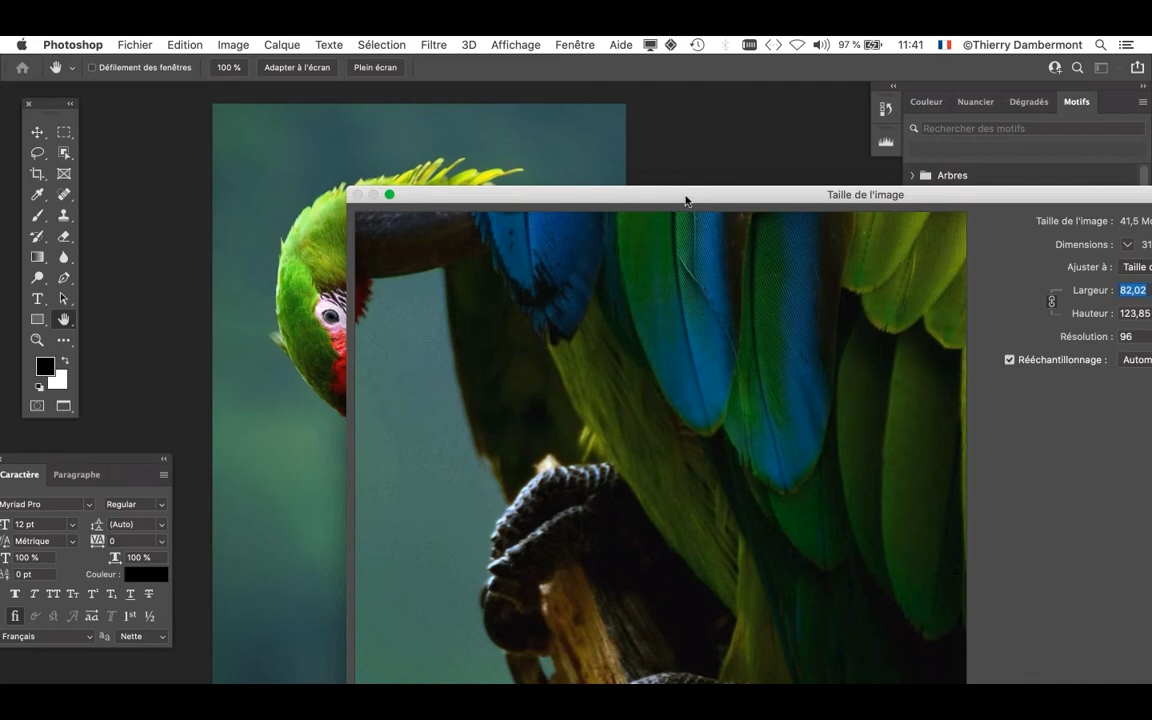 Photoshop Fichier Edition Image Calque Texte Sélection Filtre 3D Affichage Fenêtre Aide 97 % 11:41 ©Thierry Dambermont
Défilement des fenêtres 100 % Adapter à l'écran Plein écran
Couleur Nuancier Dégradés Motifs
Rechercher des motifs
Arbres
Taille de l'image
Taille de l'image : 41,5 Mo
Dimensions : 31
Ajuster à : Taille
Largeur : 82,02
Hauteur : 123,85
Résolution : 96
Rééchantillonnage : Autom
Caractère Paragraphe
Myriad Pro Regular
12 pt (Auto)
Métrique 0
100 % 100 %
0 pt Couleur :
Français Nette